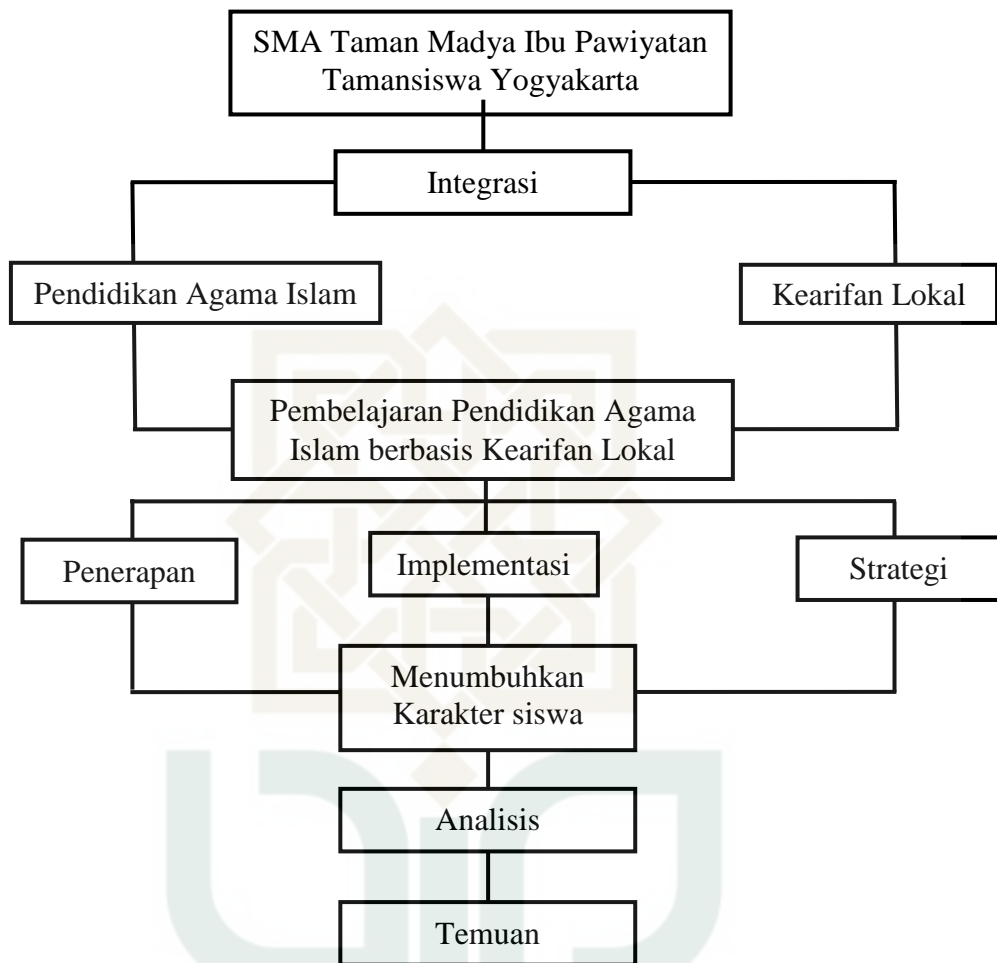 SMA Taman Madya Ibu Pawiyatan
Tamansiswa Yogyakarta
Integrasi
Pendidikan Agama Islam
Kearifan Lokal
Pembelajaran Pendidikan Agama
Islam berbasis Kearifan Lokal
Penerapan
Implementasi
Strategi
Menumbuhkan
Karakter siswa
Analisis
Temuan